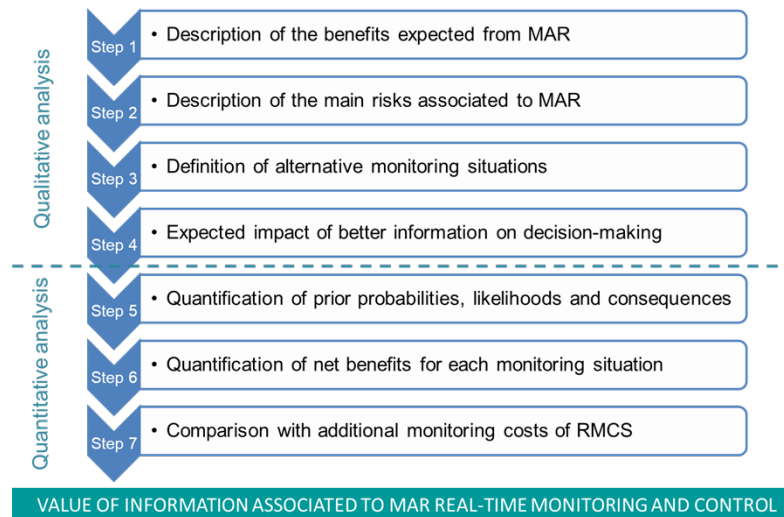 Qualitative analysis
Step 1
• Description of the benefits expected from MAR
Step 2
• Description of the main risks associated to MAR
Step 3
• Definition of alternative monitoring situations
Step 4
• Expected impact of better information on decision-making
Quantitative analysis
Step 5
• Quantification of prior probabilities, likelihoods and consequences
Step 6
• Quantification of net benefits for each monitoring situation
Step 7
• Comparison with additional monitoring costs of RMCS
VALUE OF INFORMATION ASSOCIATED TO MAR REAL-TIME MONITORING AND CONTROL